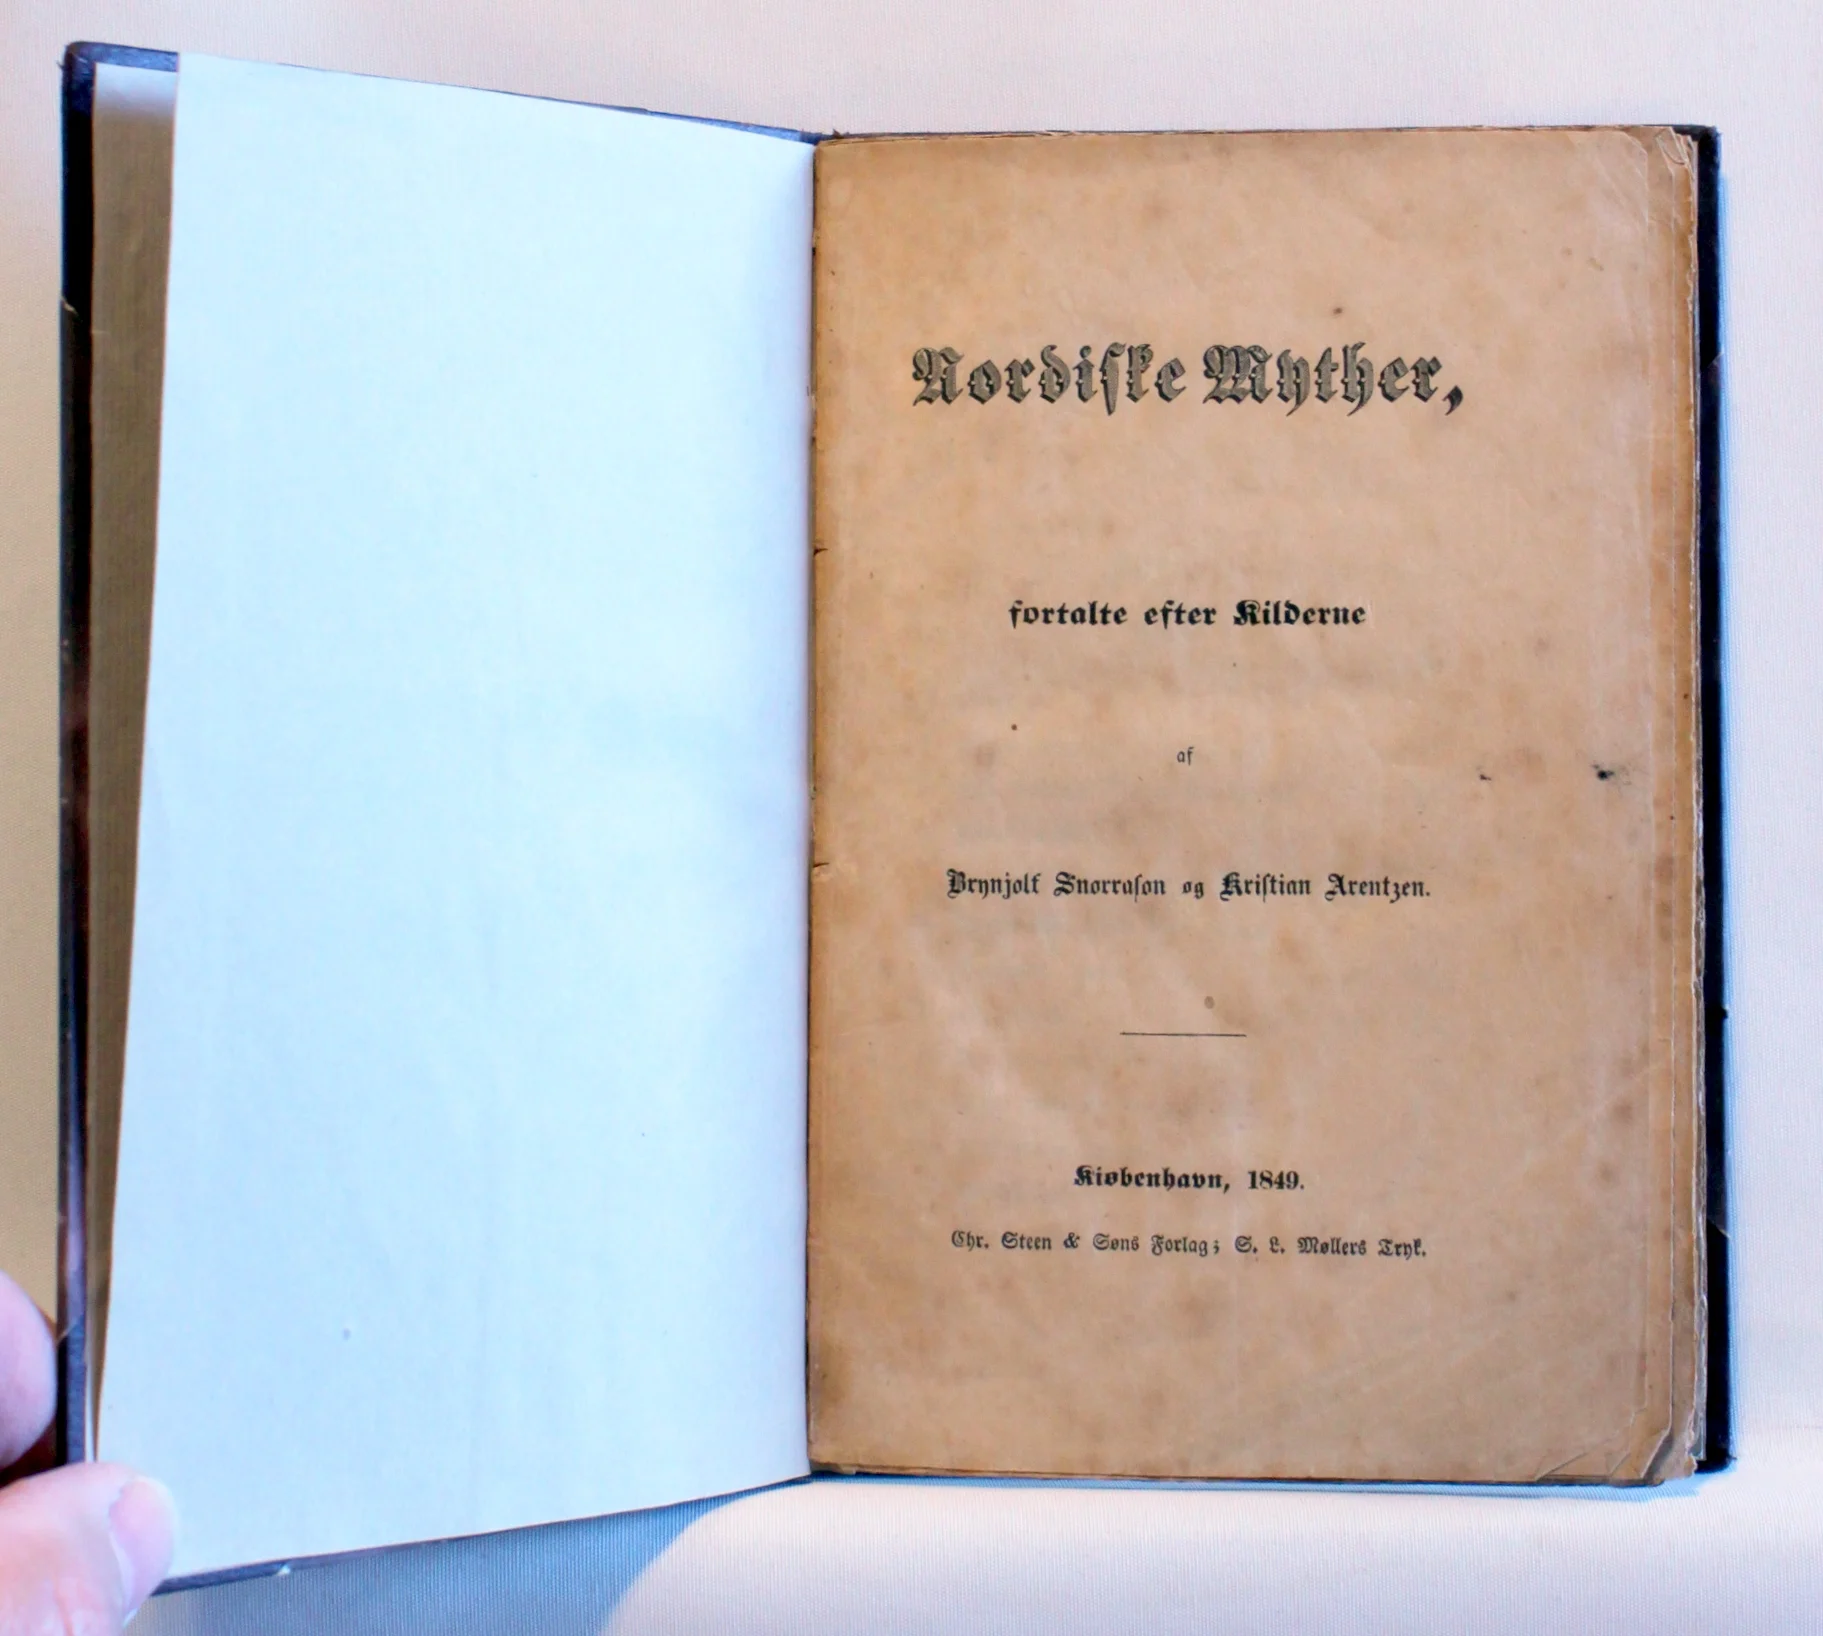 Nordiske Myther,
fortalte efter Kilderne
af
Brynjolf Snorrason og Kristian Arentzen.
Kiøbenhavn, 1849.
Chr. Steen & Søns Forlag; S. L. Møllers Tryk.